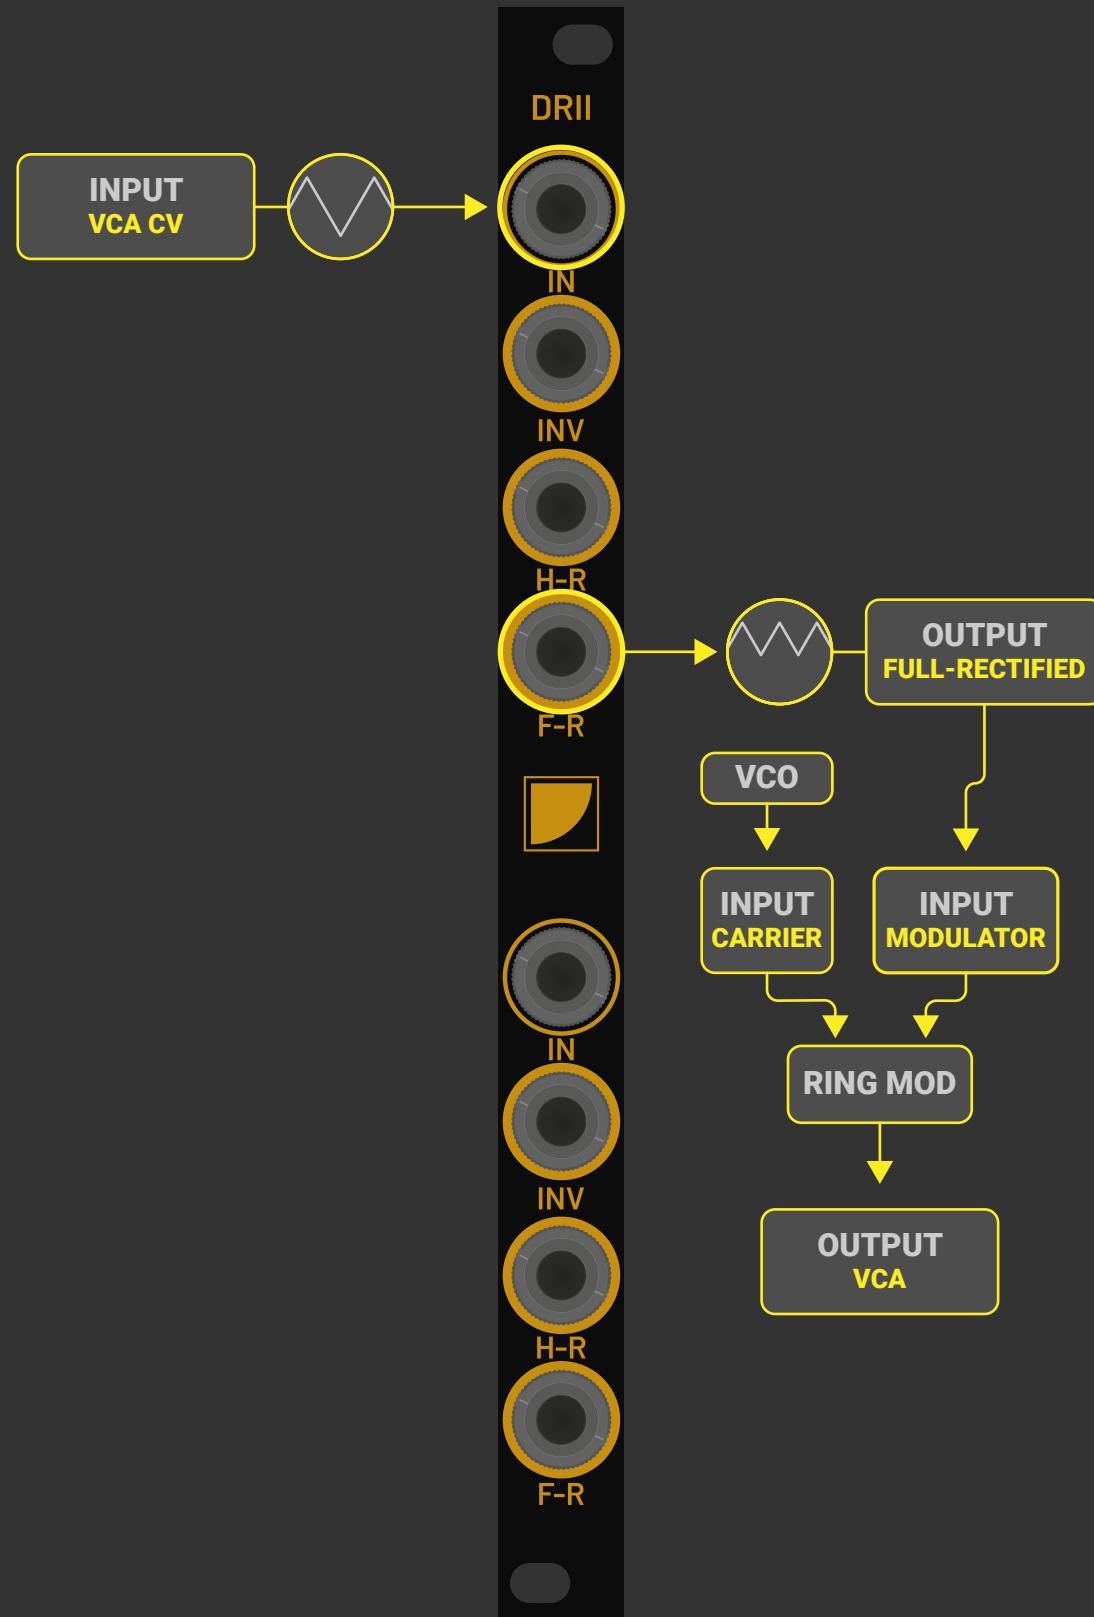 DRII
INPUT
VCA CV
IN
INV
H-R
F-R
OUTPUT
FULL-RECTIFIED
VCO
INPUT
CARRIER
INPUT
MODULATOR
RING MOD
OUTPUT
VCA
IN
INV
H-R
F-R